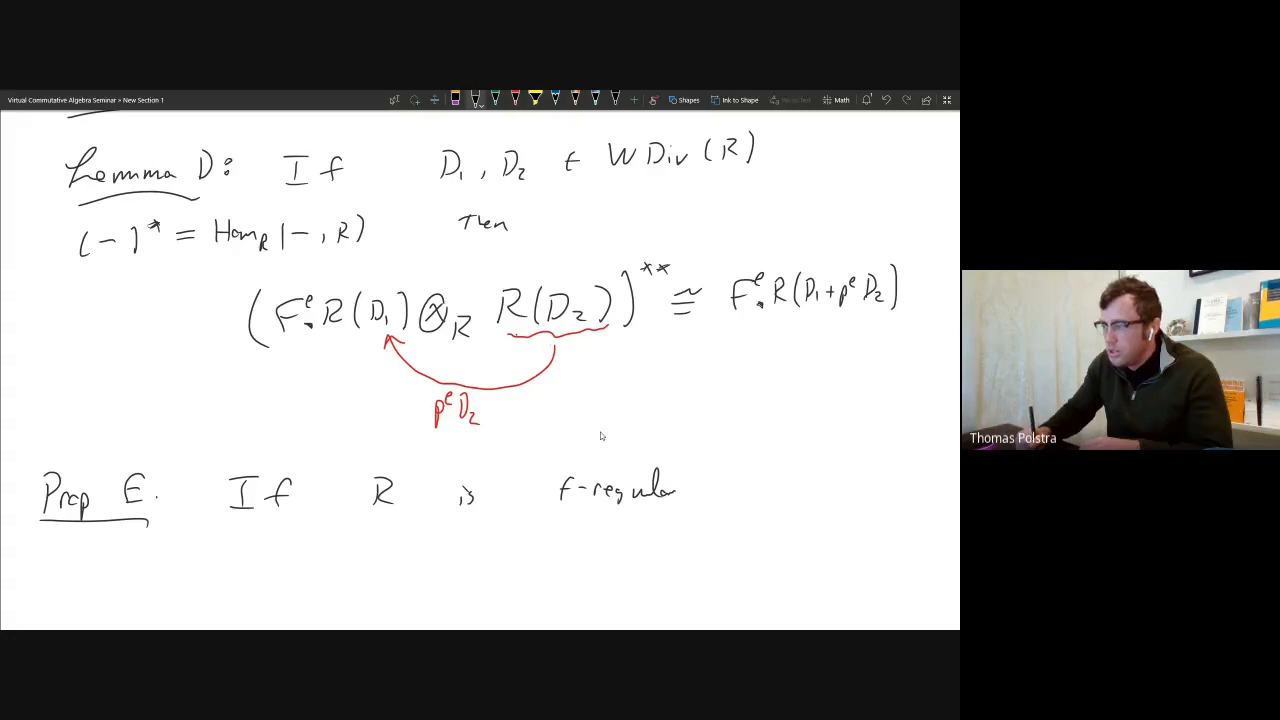 Virtual Commutative Algebra Seminar > New Section 1
Shapes
Ink to Shape
Math
Lemma D: If D₁, D₂ ∈ WDiv(R)
(-)* = Hom_R(-, R) Then
(F^e_* R(D₁) ⊗_R R(D₂))** ≅ F^e_* R(D₁ + p^e D₂)
p^e D₂
Prop E. If R is F-regular
Thomas Polstra